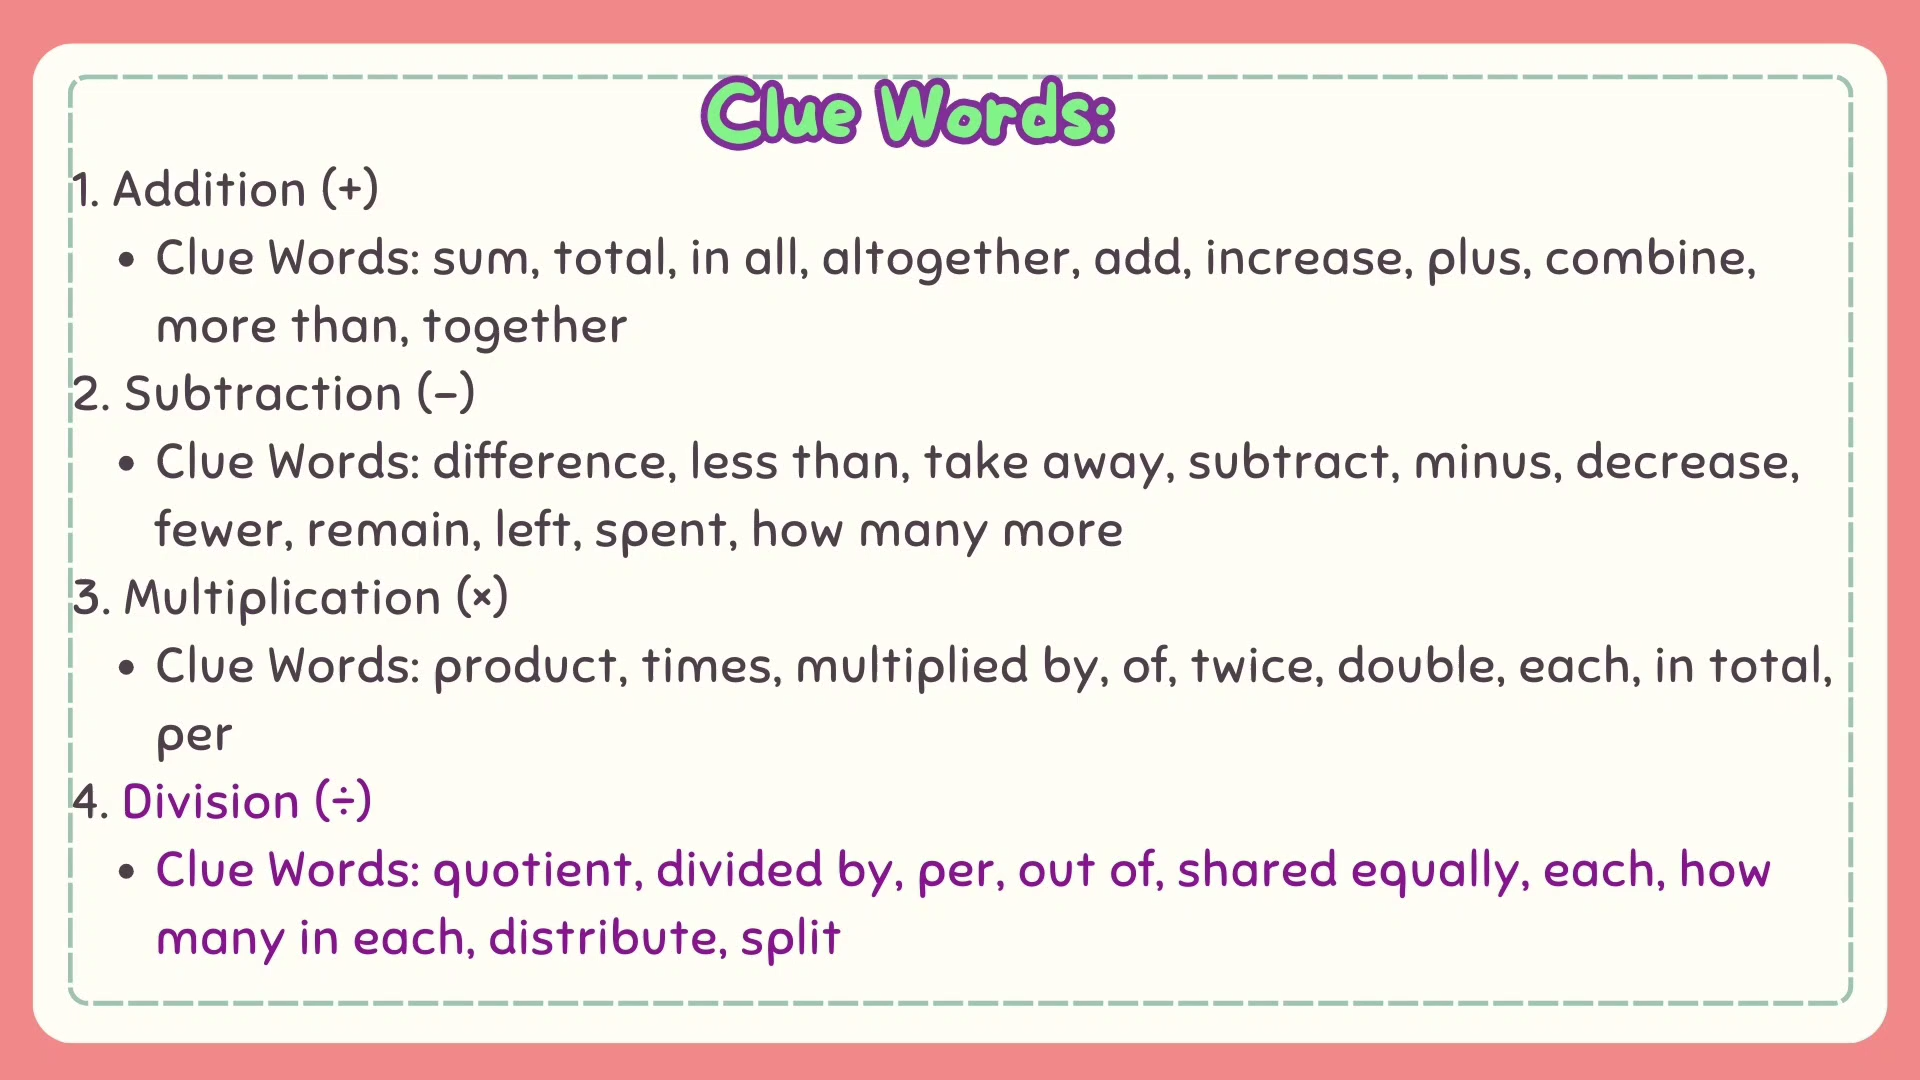 Clue Words:
1. Addition (+)
• Clue Words: sum, total, in all, altogether, add, increase, plus, combine,
more than, together
2. Subtraction (−)
• Clue Words: difference, less than, take away, subtract, minus, decrease,
fewer, remain, left, spent, how many more
3. Multiplication (×)
• Clue Words: product, times, multiplied by, of, twice, double, each, in total,
per
4. Division (÷)
• Clue Words: quotient, divided by, per, out of, shared equally, each, how
many in each, distribute, split